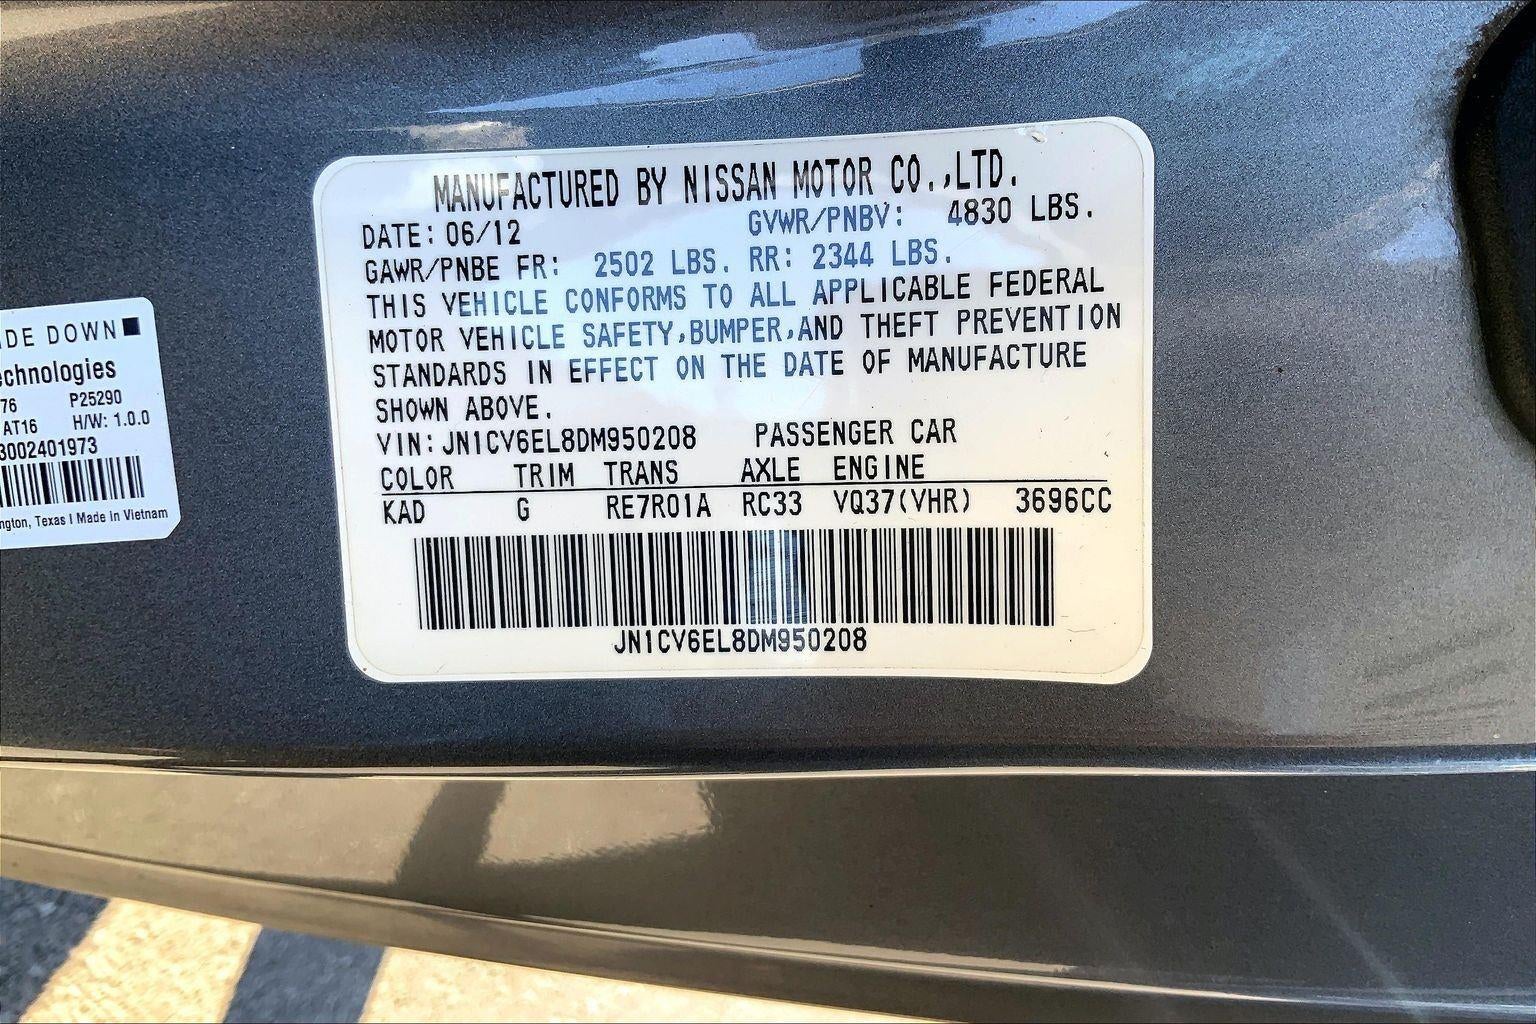 MANUFACTURED BY NISSAN MOTOR CO.,LTD.
DATE: 06/12 GVWR/PNBV: 4830 LBS.
GAWR/PNBE FR: 2502 LBS. RR: 2344 LBS.
THIS VEHICLE CONFORMS TO ALL APPLICABLE FEDERAL
MOTOR VEHICLE SAFETY,BUMPER,AND THEFT PREVENTION
STANDARDS IN EFFECT ON THE DATE OF MANUFACTURE
SHOWN ABOVE.
VIN: JN1CV6EL8DM950208 PASSENGER CAR
COLOR TRIM TRANS AXLE ENGINE
KAD G RE7R01A RC33 VQ37(VHR) 3696CC
JN1CV6EL8DM950208
DOWN
P25290
AT16 H/W: 1.0.0
3002401973
Texas | Made In Vietnam